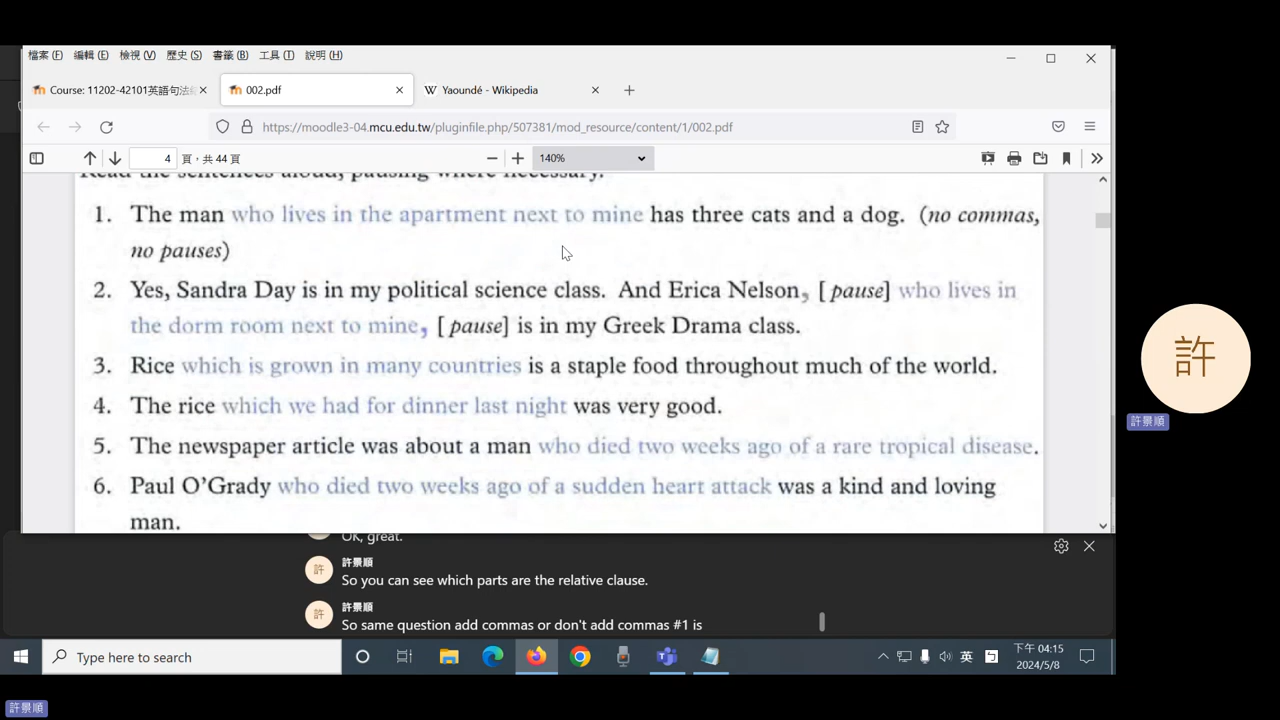 檔案(F) 編輯(E) 檢視(V) 歷史(S) 書籤(B) 工具(T) 說明(H)
Course: 11202-42101英語句法 002.pdf W Yaoundé - Wikipedia
https://moodle3-04.mcu.edu.tw/pluginfile.php/507381/mod_resource/content/1/002.pdf
4 頁，共 44 頁 140%
Read the sentences aloud, pausing where necessary.
1. The man who lives in the apartment next to mine has three cats and a dog. (no commas,
no pauses)
2. Yes, Sandra Day is in my political science class. And Erica Nelson, [pause] who lives in
the dorm room next to mine, [pause] is in my Greek Drama class.
3. Rice which is grown in many countries is a staple food throughout much of the world.
4. The rice which we had for dinner last night was very good.
5. The newspaper article was about a man who died two weeks ago of a rare tropical disease.
6. Paul O'Grady who died two weeks ago of a sudden heart attack was a kind and loving
man.
許
許景順
OK, great.
許景順
許 So you can see which parts are the relative clause.
許景順
許 So same question add commas or don't add commas #1 is
Type here to search
英
下午 04:15
2024/5/8
許景順